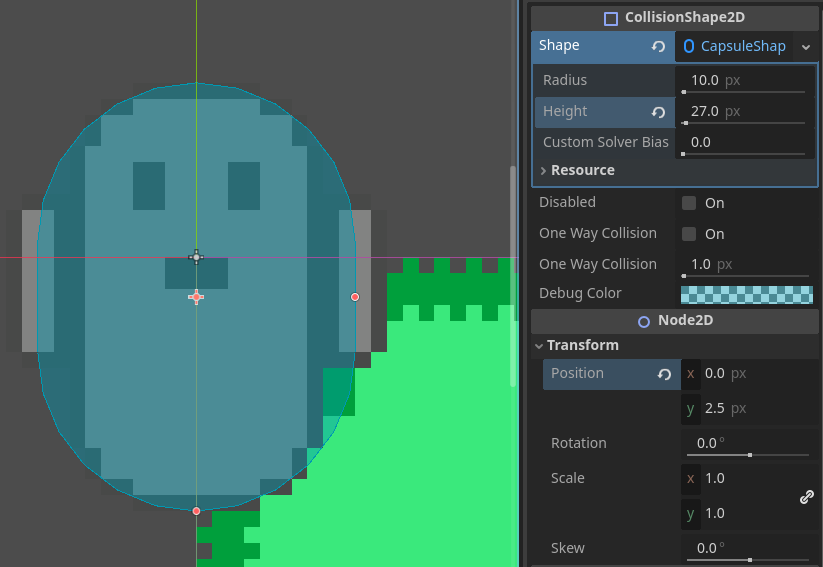 CollisionShape2D
Shape CapsuleShap
Radius 10.0 px
Height 27.0 px
Custom Solver Bias 0.0
Resource
Disabled On
One Way Collision On
One Way Collision 1.0 px
Debug Color
Node2D
Transform
Position x 0.0 px
y 2.5 px
Rotation 0.0 °
Scale x 1.0
y 1.0
Skew 0.0 °